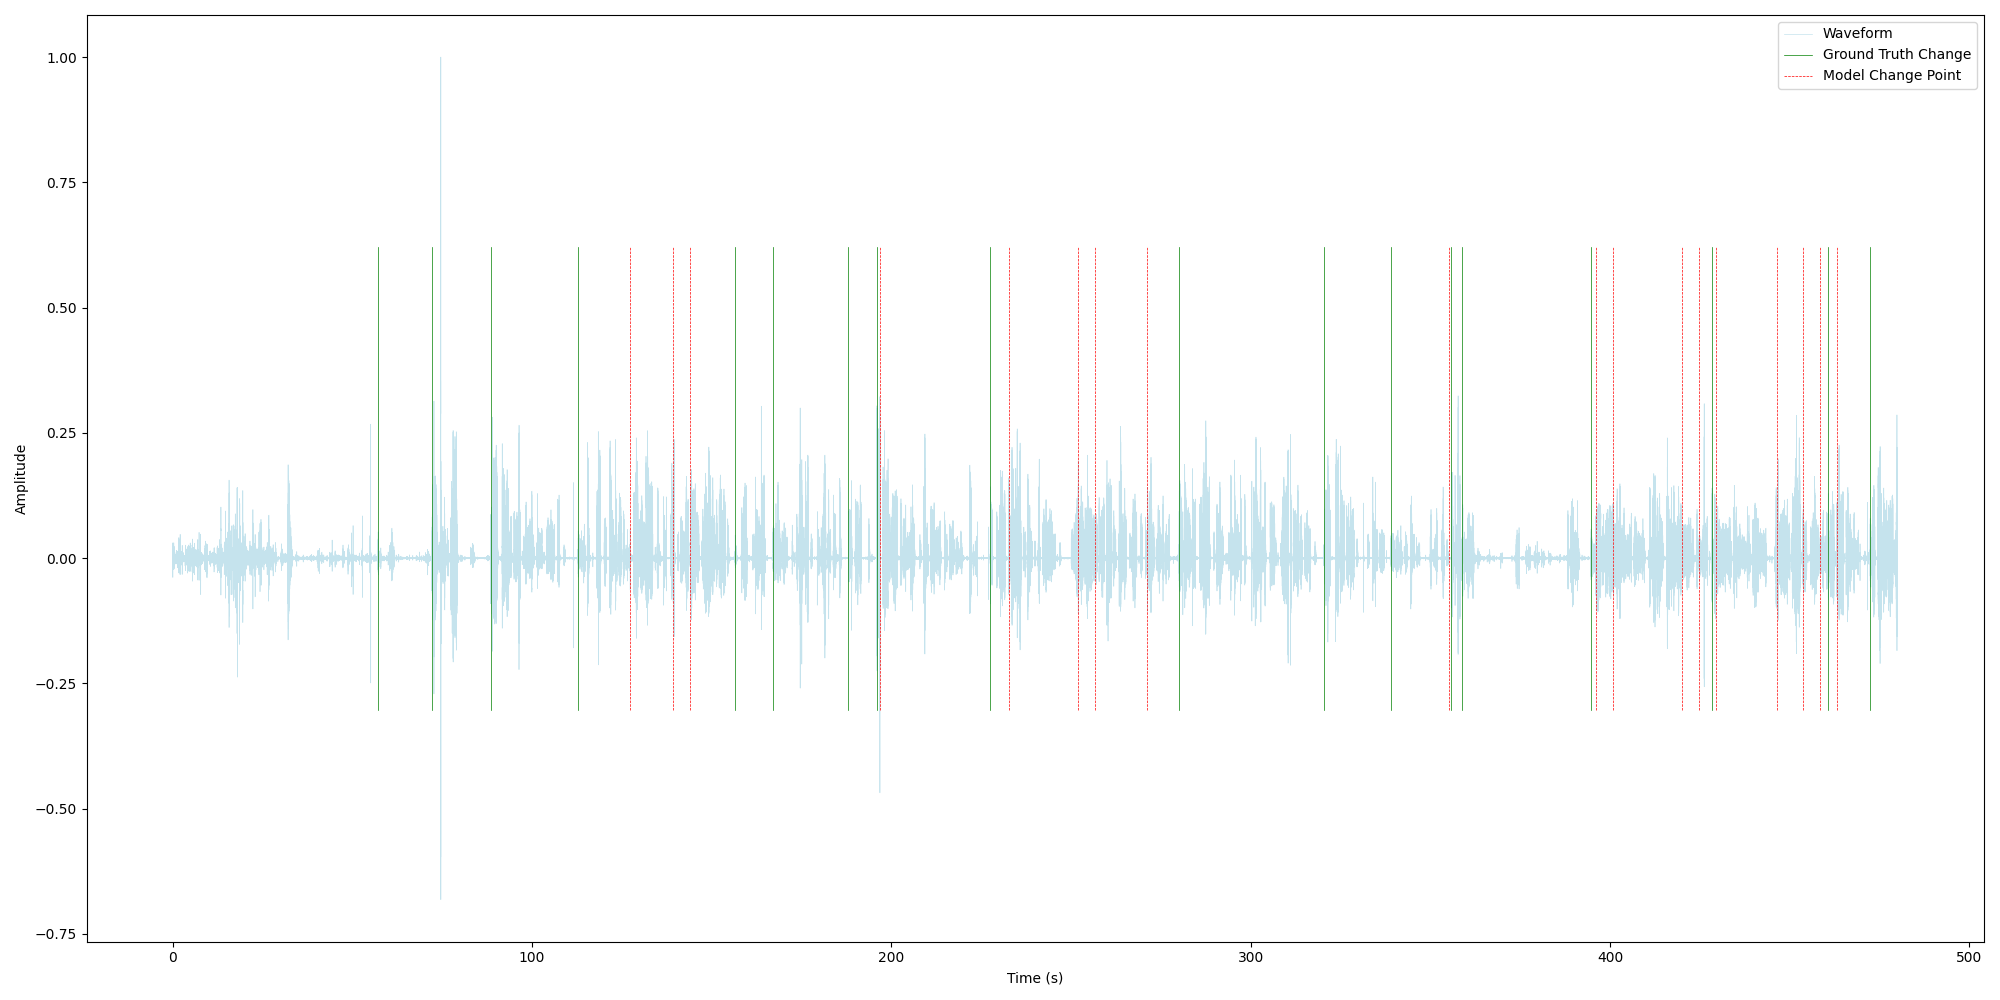 Waveform
Ground Truth Change
Model Change Point
1.00
0.75
0.50
0.25
0.00
−0.25
−0.50
−0.75
Amplitude
0
100
200
300
400
500
Time (s)